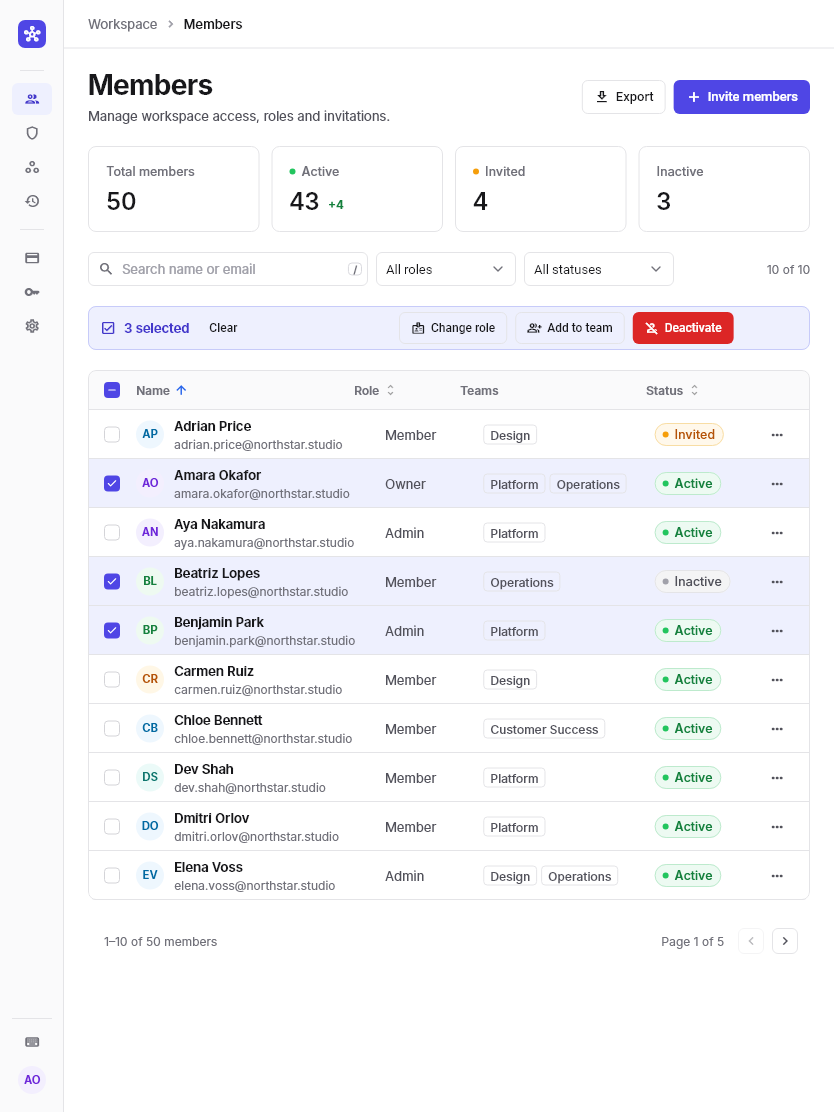 Workspace > Members
Members
Manage workspace access, roles and invitations.
Export
Invite members
Total members
50
Active
43 +4
Invited
4
Inactive
3
Search name or email /
All roles
All statuses
10 of 10
3 selected Clear Change role Add to team Deactivate
Name Role Teams Status
AP Adrian Price Member Design Invited
adrian.price@northstar.studio
AO Amara Okafor Owner Platform Operations Active
amara.okafor@northstar.studio
AN Aya Nakamura Admin Platform Active
aya.nakamura@northstar.studio
BL Beatriz Lopes Member Operations Inactive
beatriz.lopes@northstar.studio
BP Benjamin Park Admin Platform Active
benjamin.park@northstar.studio
CR Carmen Ruiz Member Design Active
carmen.ruiz@northstar.studio
CB Chloe Bennett Member Customer Success Active
chloe.bennett@northstar.studio
DS Dev Shah Member Platform Active
dev.shah@northstar.studio
DO Dmitri Orlov Member Platform Active
dmitri.orlov@northstar.studio
EV Elena Voss Admin Design Operations Active
elena.voss@northstar.studio
1–10 of 50 members
Page 1 of 5
AO